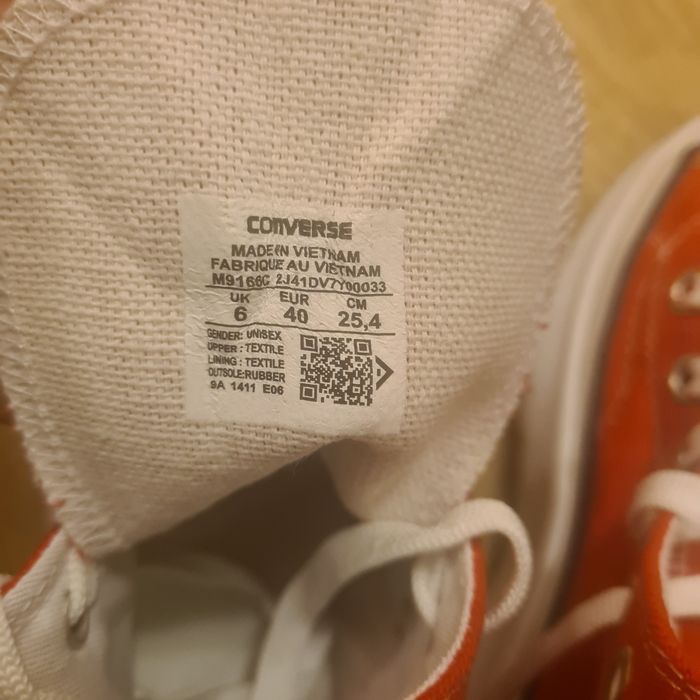 CONVERSE
MADE IN VIETNAM
FABRIQUE AU VIETNAM
M9166C 2J41DV7Y00033
UK EUR CM
6 40 25,4
GENDER: UNISEX
UPPER : TEXTILE
LINING : TEXTILE
OUTSOLE:RUBBER
9A 1411 E06